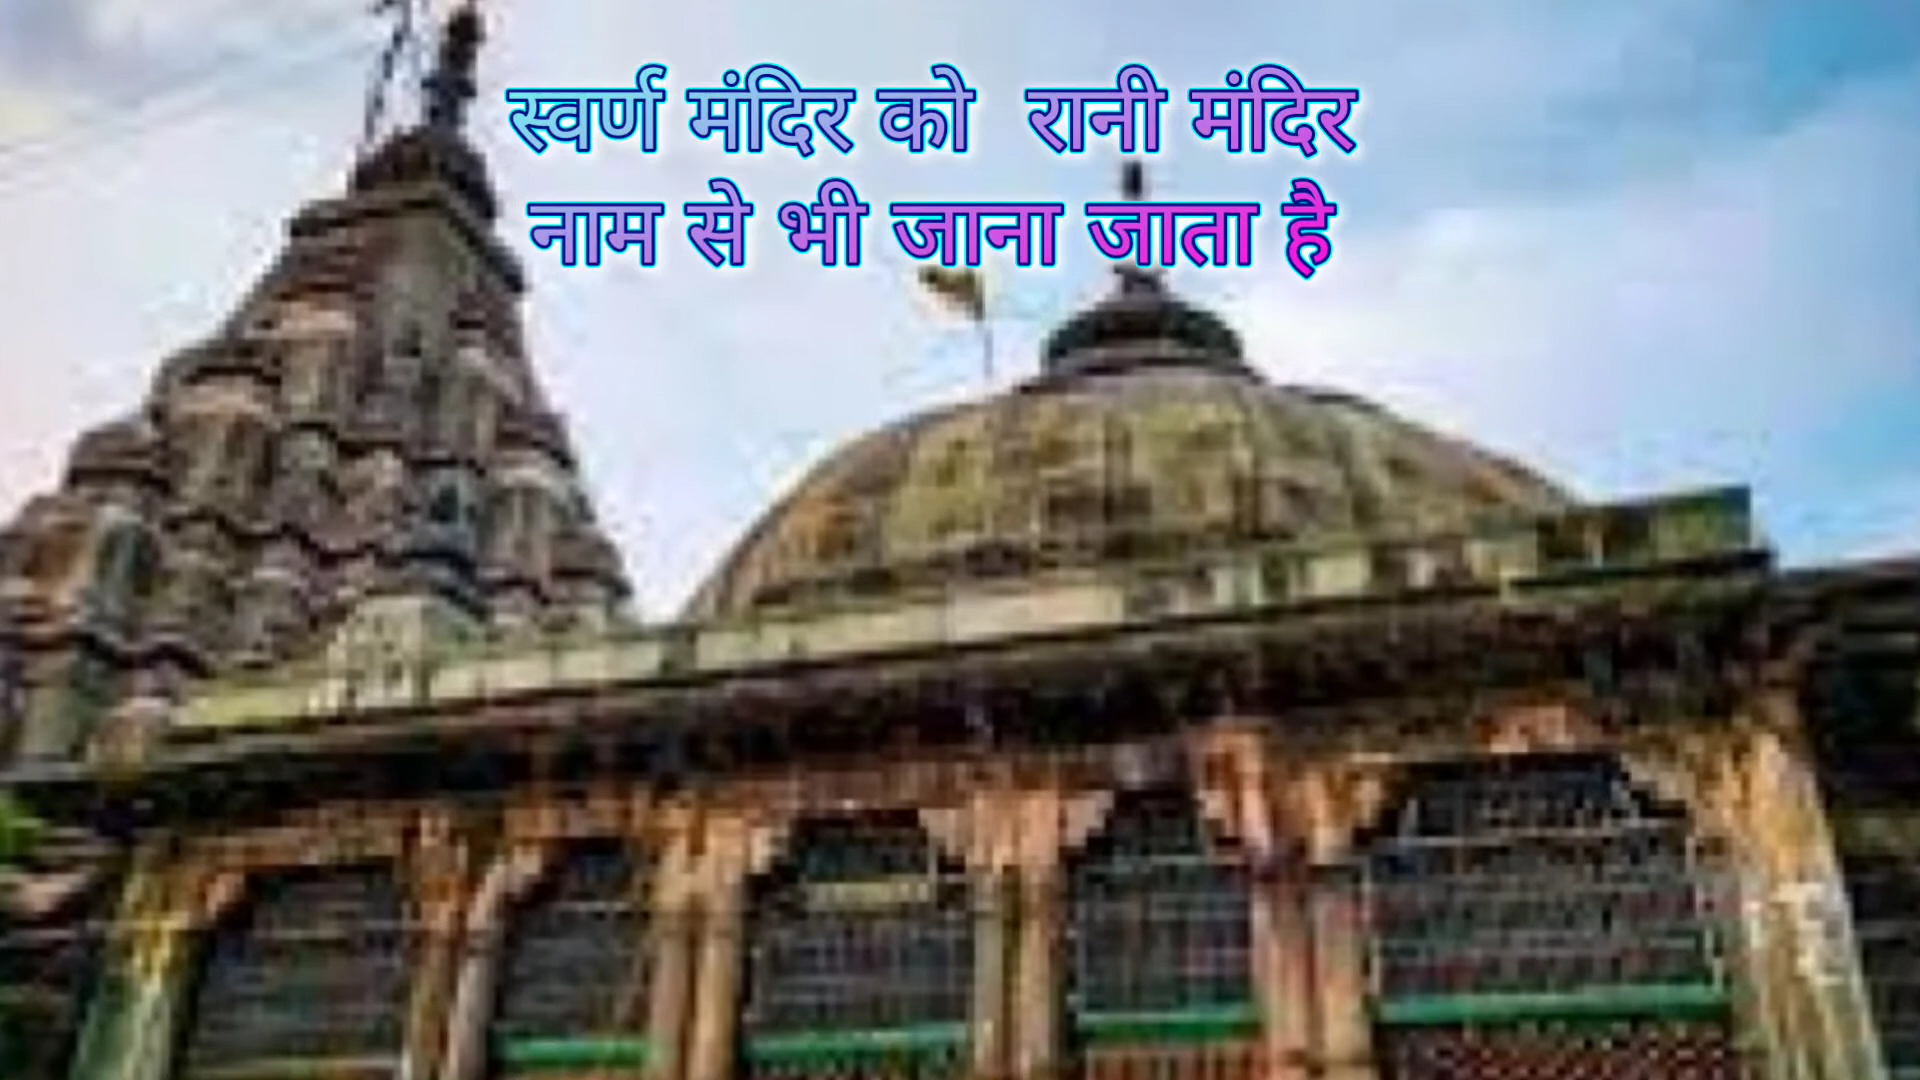 स्वर्ण मंदिर को रानी मंदिर
नाम से भी जाना जाता है